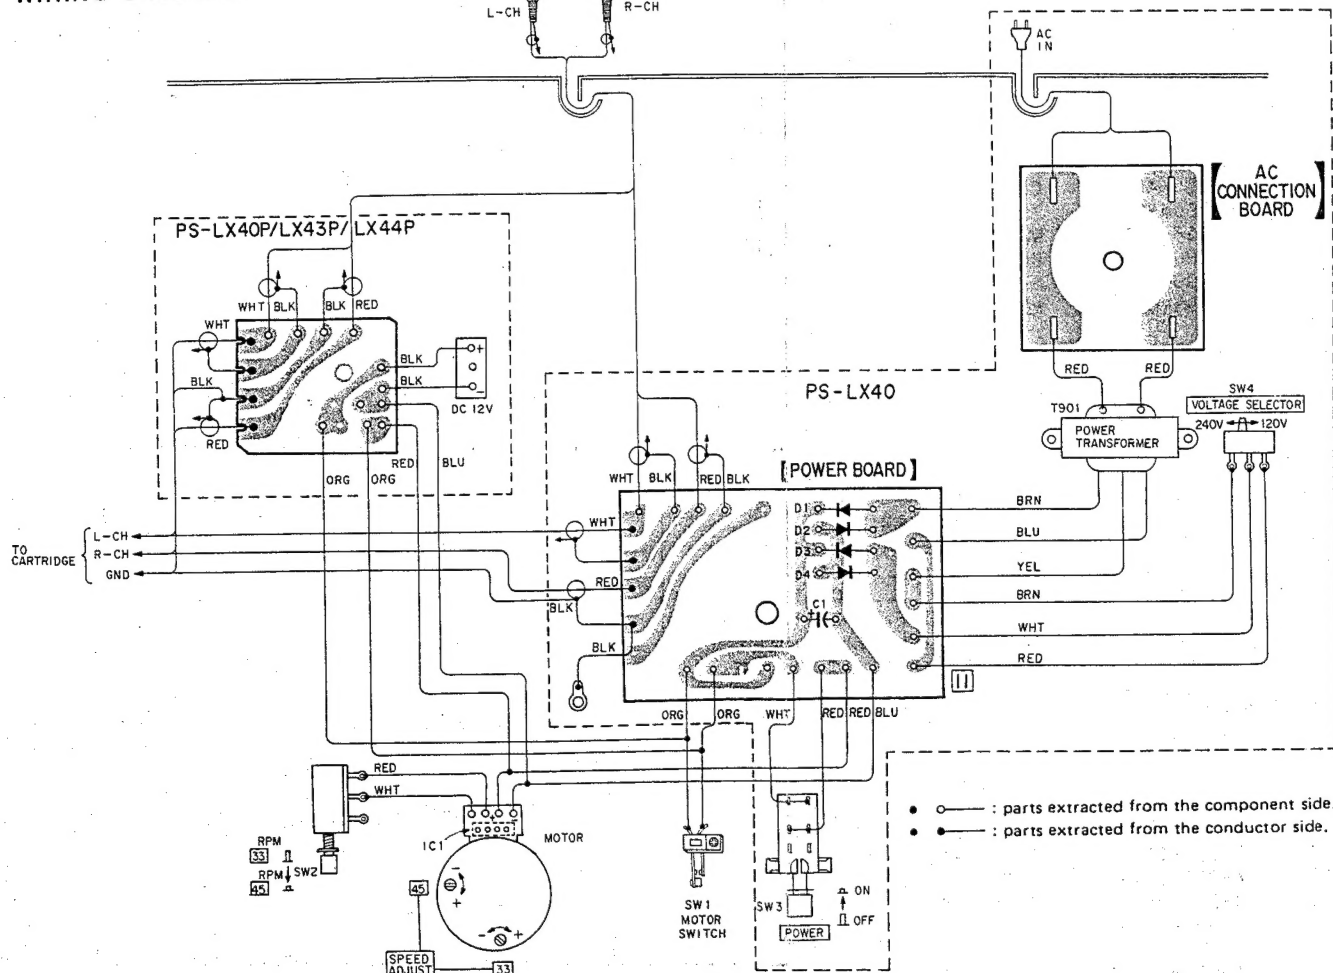 L-CH
R-CH
AC
IN
AC
CONNECTION
BOARD
PS-LX40P/LX43P/LX44P
WHT
BLK
BLK
RED
WHT
BLK
RED
BLK
BLK
+
-
DC 12V
ORG
ORG
RED
BLU
RED
RED
T901
POWER
TRANSFORMER
SW4
VOLTAGE SELECTOR
240V
120V
PS-LX40
[POWER BOARD]
WHT
BLK
RED
BLK
D1
D2
D3
D4
C1
+
WHT
RED
BLK
BLK
BRN
BLU
YEL
BRN
WHT
RED
11
TO
CARTRIDGE
L-CH
R-CH
GND
ORG
ORG
WHT
RED
RED
BLU
RED
WHT
RPM
33
RPM
45
SW2
IC1
+
-
MOTOR
45
-
+
-
+
SPEED
ADJUST
33
SW1
MOTOR
SWITCH
SW3
POWER
ON
OFF
: parts extracted from the component side.
: parts extracted from the conductor side.